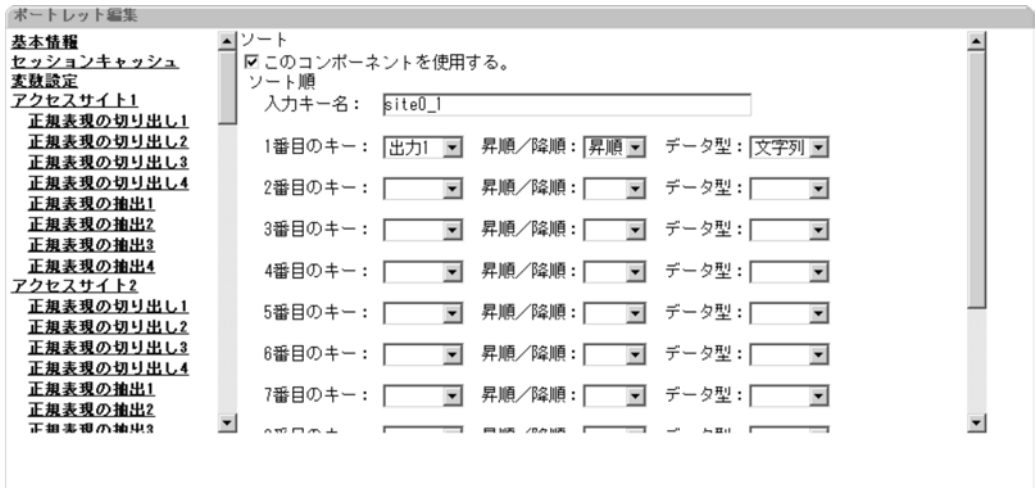 ポートレット編集
基本情報
セッションキャッシュ
変数設定
アクセスサイト1
正規表現の切り出し1
正規表現の切り出し2
正規表現の切り出し3
正規表現の切り出し4
正規表現の抽出1
正規表現の抽出2
正規表現の抽出3
正規表現の抽出4
アクセスサイト2
正規表現の切り出し1
正規表現の切り出し2
正規表現の切り出し3
正規表現の切り出し4
正規表現の抽出1
正規表現の抽出2
正規表現の抽出3
ソート
このコンポーネントを使用する。
ソート順
入力キー名： site0_1
1番目のキー： 出力1 昇順／降順：昇順 データ型：文字列
2番目のキー： 昇順／降順： データ型：
3番目のキー： 昇順／降順： データ型：
4番目のキー： 昇順／降順： データ型：
5番目のキー： 昇順／降順： データ型：
6番目のキー： 昇順／降順： データ型：
7番目のキー： 昇順／降順： データ型：